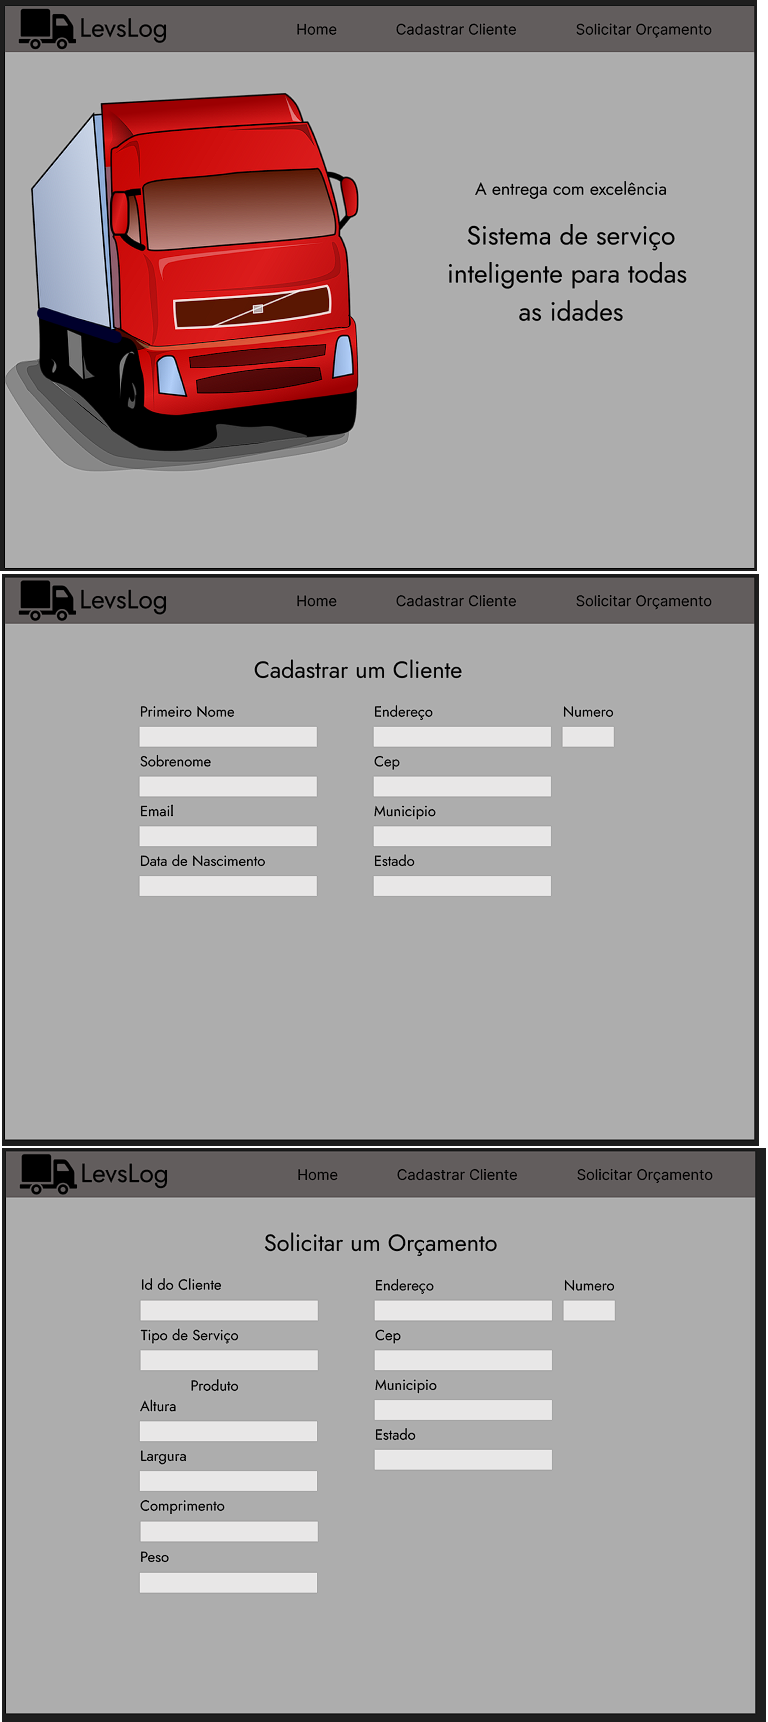 LevsLog Home Cadastrar Cliente Solicitar Orçamento
A entrega com excelência
Sistema de serviço
inteligente para todas
as idades
LevsLog Home Cadastrar Cliente Solicitar Orçamento
Cadastrar um Cliente
Primeiro Nome Endereço Numero
Sobrenome Cep
Email Municipio
Data de Nascimento Estado
LevsLog Home Cadastrar Cliente Solicitar Orçamento
Solicitar um Orçamento
Id do Cliente Endereço Numero
Tipo de Serviço Cep
Produto Municipio
Altura
Estado
Largura
Comprimento
Peso